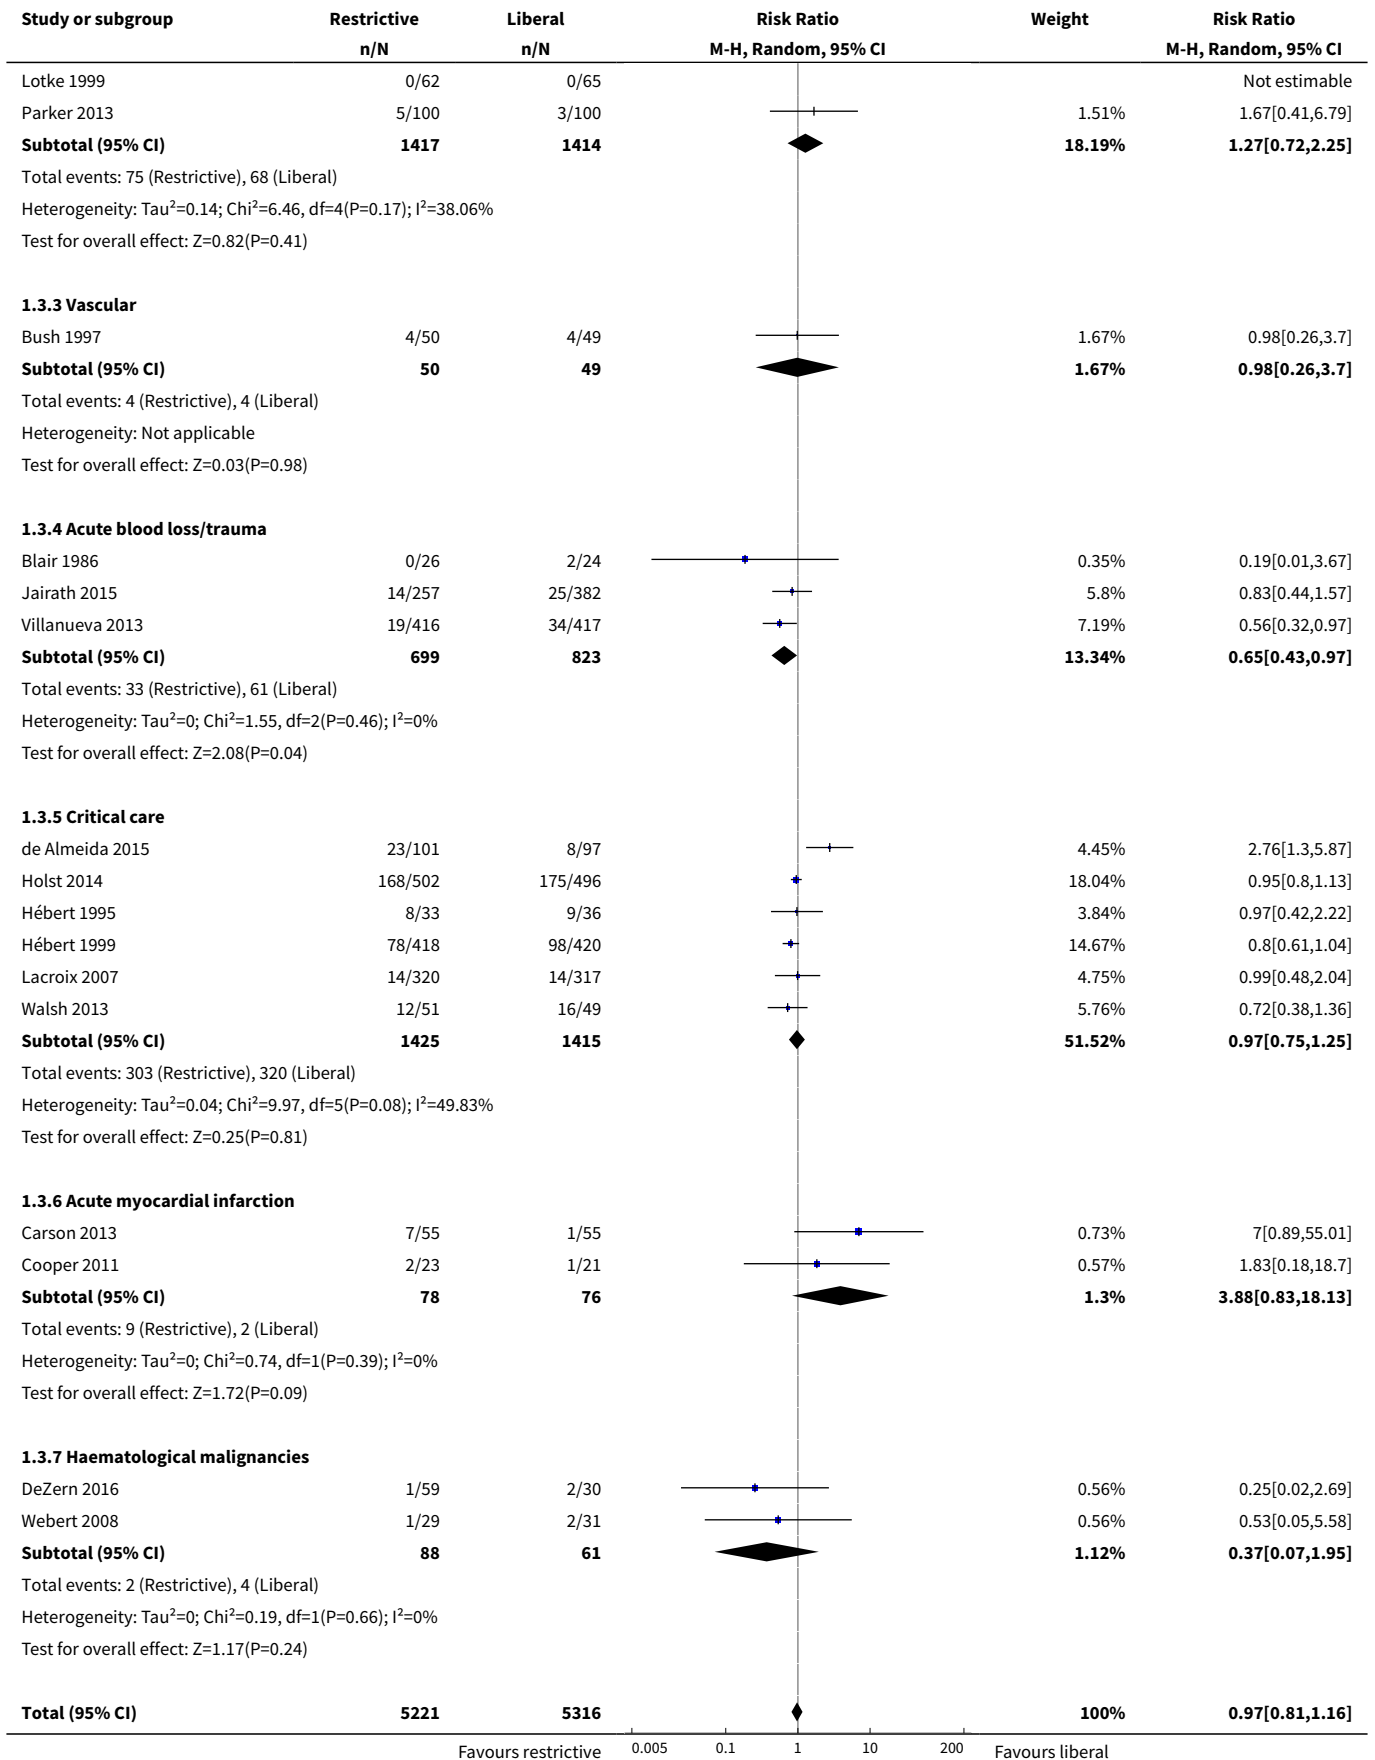 Study or subgroup Restrictive Liberal Risk Ratio Weight Risk Ratio
n/N n/N M-H, Random, 95% CI M-H, Random, 95% CI
Lotke 1999 0/62 0/65 Not estimable
Parker 2013 5/100 3/100 1.51% 1.67[0.41,6.79]
Subtotal (95% CI) 1417 1414 18.19% 1.27[0.72,2.25]
Total events: 75 (Restrictive), 68 (Liberal)
Heterogeneity: Tau²=0.14; Chi²=6.46, df=4(P=0.17); I²=38.06%
Test for overall effect: Z=0.82(P=0.41)
1.3.3 Vascular
Bush 1997 4/50 4/49 1.67% 0.98[0.26,3.7]
Subtotal (95% CI) 50 49 1.67% 0.98[0.26,3.7]
Total events: 4 (Restrictive), 4 (Liberal)
Heterogeneity: Not applicable
Test for overall effect: Z=0.03(P=0.98)
1.3.4 Acute blood loss/trauma
Blair 1986 0/26 2/24 0.35% 0.19[0.01,3.67]
Jairath 2015 14/257 25/382 5.8% 0.83[0.44,1.57]
Villanueva 2013 19/416 34/417 7.19% 0.56[0.32,0.97]
Subtotal (95% CI) 699 823 13.34% 0.65[0.43,0.97]
Total events: 33 (Restrictive), 61 (Liberal)
Heterogeneity: Tau²=0; Chi²=1.55, df=2(P=0.46); I²=0%
Test for overall effect: Z=2.08(P=0.04)
1.3.5 Critical care
de Almeida 2015 23/101 8/97 4.45% 2.76[1.3,5.87]
Holst 2014 168/502 175/496 18.04% 0.95[0.8,1.13]
Hébert 1995 8/33 9/36 3.84% 0.97[0.42,2.22]
Hébert 1999 78/418 98/420 14.67% 0.8[0.61,1.04]
Lacroix 2007 14/320 14/317 4.75% 0.99[0.48,2.04]
Walsh 2013 12/51 16/49 5.76% 0.72[0.38,1.36]
Subtotal (95% CI) 1425 1415 51.52% 0.97[0.75,1.25]
Total events: 303 (Restrictive), 320 (Liberal)
Heterogeneity: Tau²=0.04; Chi²=9.97, df=5(P=0.08); I²=49.83%
Test for overall effect: Z=0.25(P=0.81)
1.3.6 Acute myocardial infarction
Carson 2013 7/55 1/55 0.73% 7[0.89,55.01]
Cooper 2011 2/23 1/21 0.57% 1.83[0.18,18.7]
Subtotal (95% CI) 78 76 1.3% 3.88[0.83,18.13]
Total events: 9 (Restrictive), 2 (Liberal)
Heterogeneity: Tau²=0; Chi²=0.74, df=1(P=0.39); I²=0%
Test for overall effect: Z=1.72(P=0.09)
1.3.7 Haematological malignancies
DeZern 2016 1/59 2/30 0.56% 0.25[0.02,2.69]
Webert 2008 1/29 2/31 0.56% 0.53[0.05,5.58]
Subtotal (95% CI) 88 61 1.12% 0.37[0.07,1.95]
Total events: 2 (Restrictive), 4 (Liberal)
Heterogeneity: Tau²=0; Chi²=0.19, df=1(P=0.66); I²=0%
Test for overall effect: Z=1.17(P=0.24)
Total (95% CI) 5221 5316 100% 0.97[0.81,1.16]
Favours restrictive 0.005 0.1 1 10 200 Favours liberal